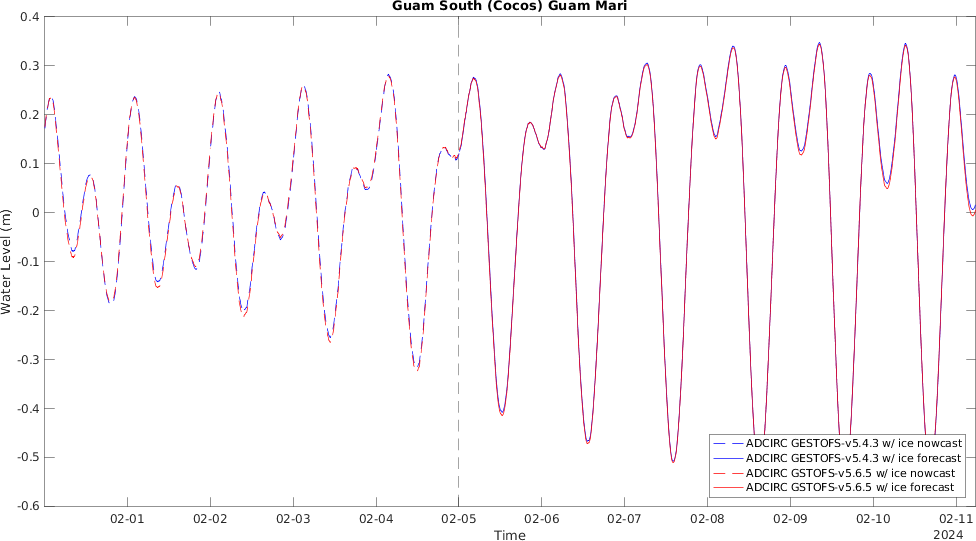 Guam South (Cocos) Guam Mari
0.4
0.3
0.2
0.1
0
-0.1
-0.2
-0.3
-0.4
-0.5
-0.6
Water Level (m)
ADCIRC GESTOFS-v5.4.3 w/ ice nowcast
ADCIRC GESTOFS-v5.4.3 w/ ice forecast
ADCIRC GSTOFS-v5.6.5 w/ ice nowcast
ADCIRC GSTOFS-v5.6.5 w/ ice forecast
02-01 02-02 02-03 02-04 02-05 02-06 02-07 02-08 02-09 02-10 02-11
2024
Time